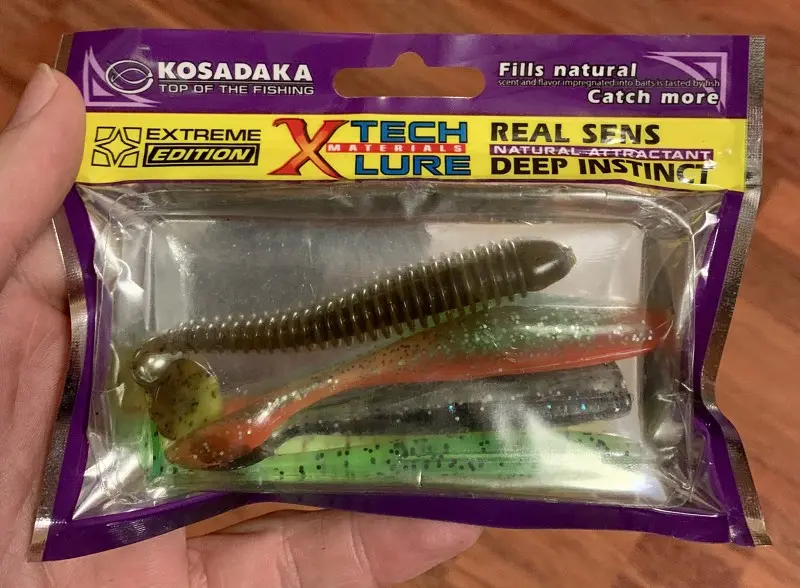 KOSADAKA
TOP OF THE FISHING
Fills natural
scent and flavor impregnated into baits is tasted by fish
Catch more
EXTREME
EDITION
X TECH
MATERIALS
LURE
REAL SENS
NATURAL ATTRACTANT
DEEP INSTINCT